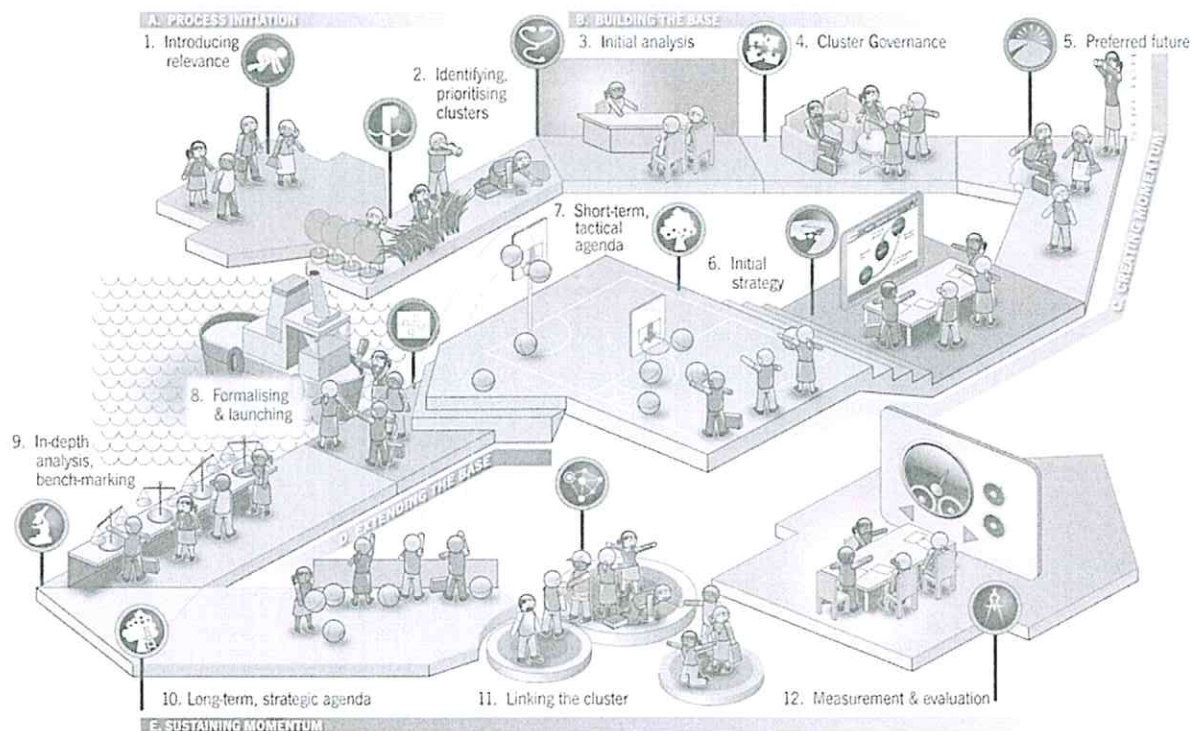 A. PROCESS INITIATION
1. Introducing
relevance
2. Identifying,
prioritising
clusters
B. BUILDING THE BASE
3. Initial analysis
4. Cluster Governance
5. Preferred future
C. CREATING MOMENTUM
6. Initial
strategy
7. Short-term,
tactical
agenda
8. Formalising
& launching
D. EXTENDING THE BASE
9. In-depth
analysis,
bench-marking
10. Long-term, strategic agenda
11. Linking the cluster
12. Measurement & evaluation
E. SUSTAINING MOMENTUM